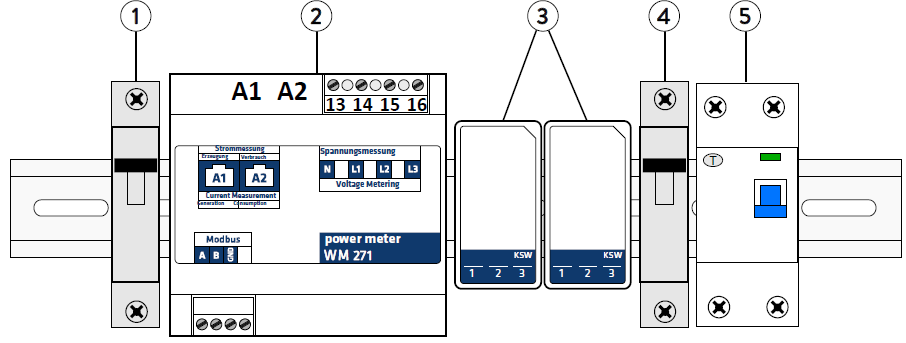 1 2 3 4 5
A1 A2
13 14 15 16
Strommessung
Erzeugung Verbrauch
A1 A2
Current Measurement
Generation Consumption
Spannungsmessung
N L1 L2 L3
Voltage Metering
Modbus
A B GND
power meter
WM 271
KSW
1 2 3
KSW
1 2 3
T